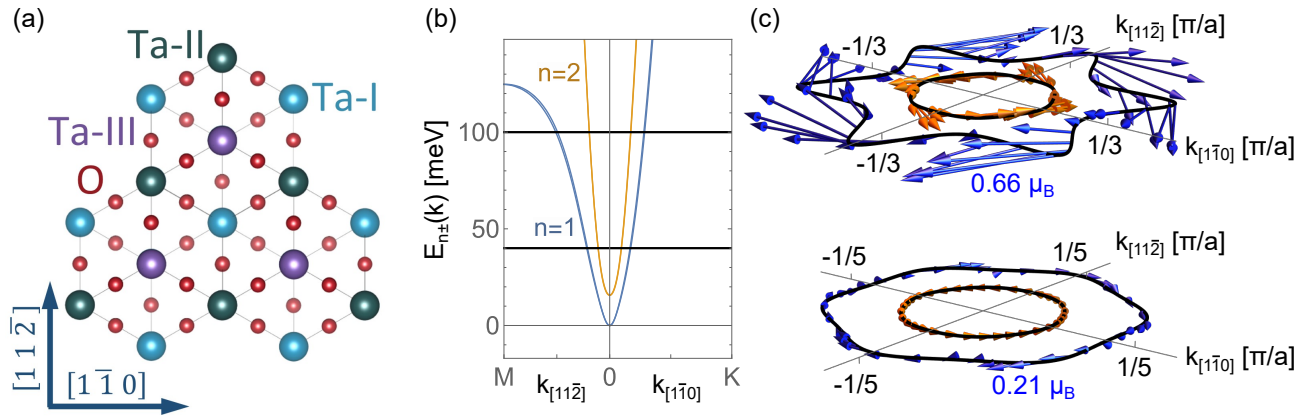 (a)
Ta-II
Ta-I
Ta-III
O
[1 1 2̅]
[1 1̅ 0]
(b)
E_{n±}(k) [meV]
100
50
0
n=2
n=1
M
0
K
k_{[112̅]}
k_{[11̅0]}
(c)
k_{[112̅]} [π/a]
-1/3
1/3
-1/3
1/3
k_{[11̅0]} [π/a]
0.66 μ_B
k_{[112̅]} [π/a]
-1/5
1/5
-1/5
1/5
k_{[11̅0]} [π/a]
0.21 μ_B